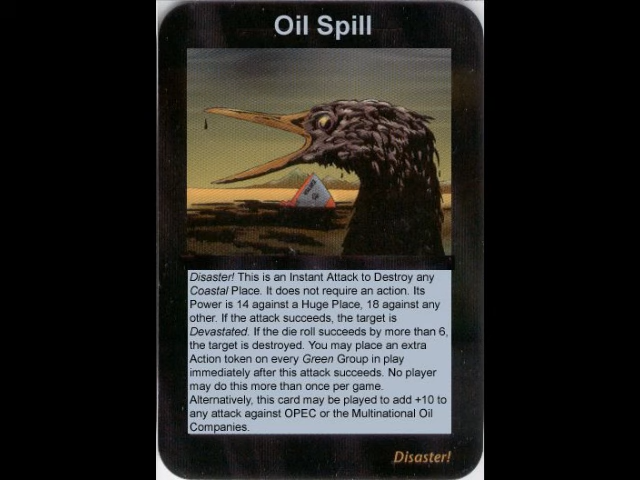 Oil Spill
Disaster! This is an Instant Attack to Destroy any
Coastal Place. It does not require an action. Its
Power is 14 against a Huge Place, 18 against any
other. If the attack succeeds, the target is
Devastated. If the die roll succeeds by more than 6,
the target is destroyed. You may place an extra
Action token on every Green Group in play
immediately after this attack succeeds. No player
may do this more than once per game.
Alternatively, this card may be played to add +10 to
any attack against OPEC or the Multinational Oil
Companies.
Disaster!